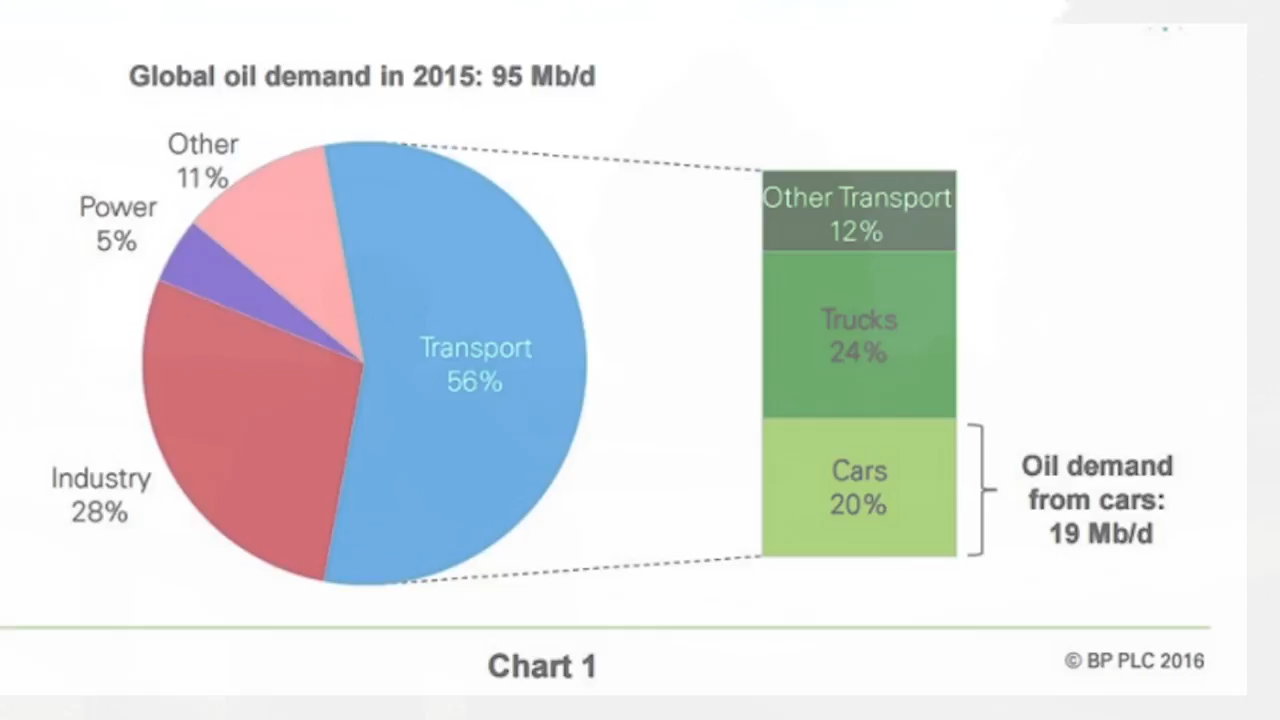 Global oil demand in 2015: 95 Mb/d
Other
11%
Power
5%
Industry
28%
Transport
56%
Other Transport
12%
Trucks
24%
Cars
20%
Oil demand
from cars:
19 Mb/d
Chart 1
© BP PLC 2016